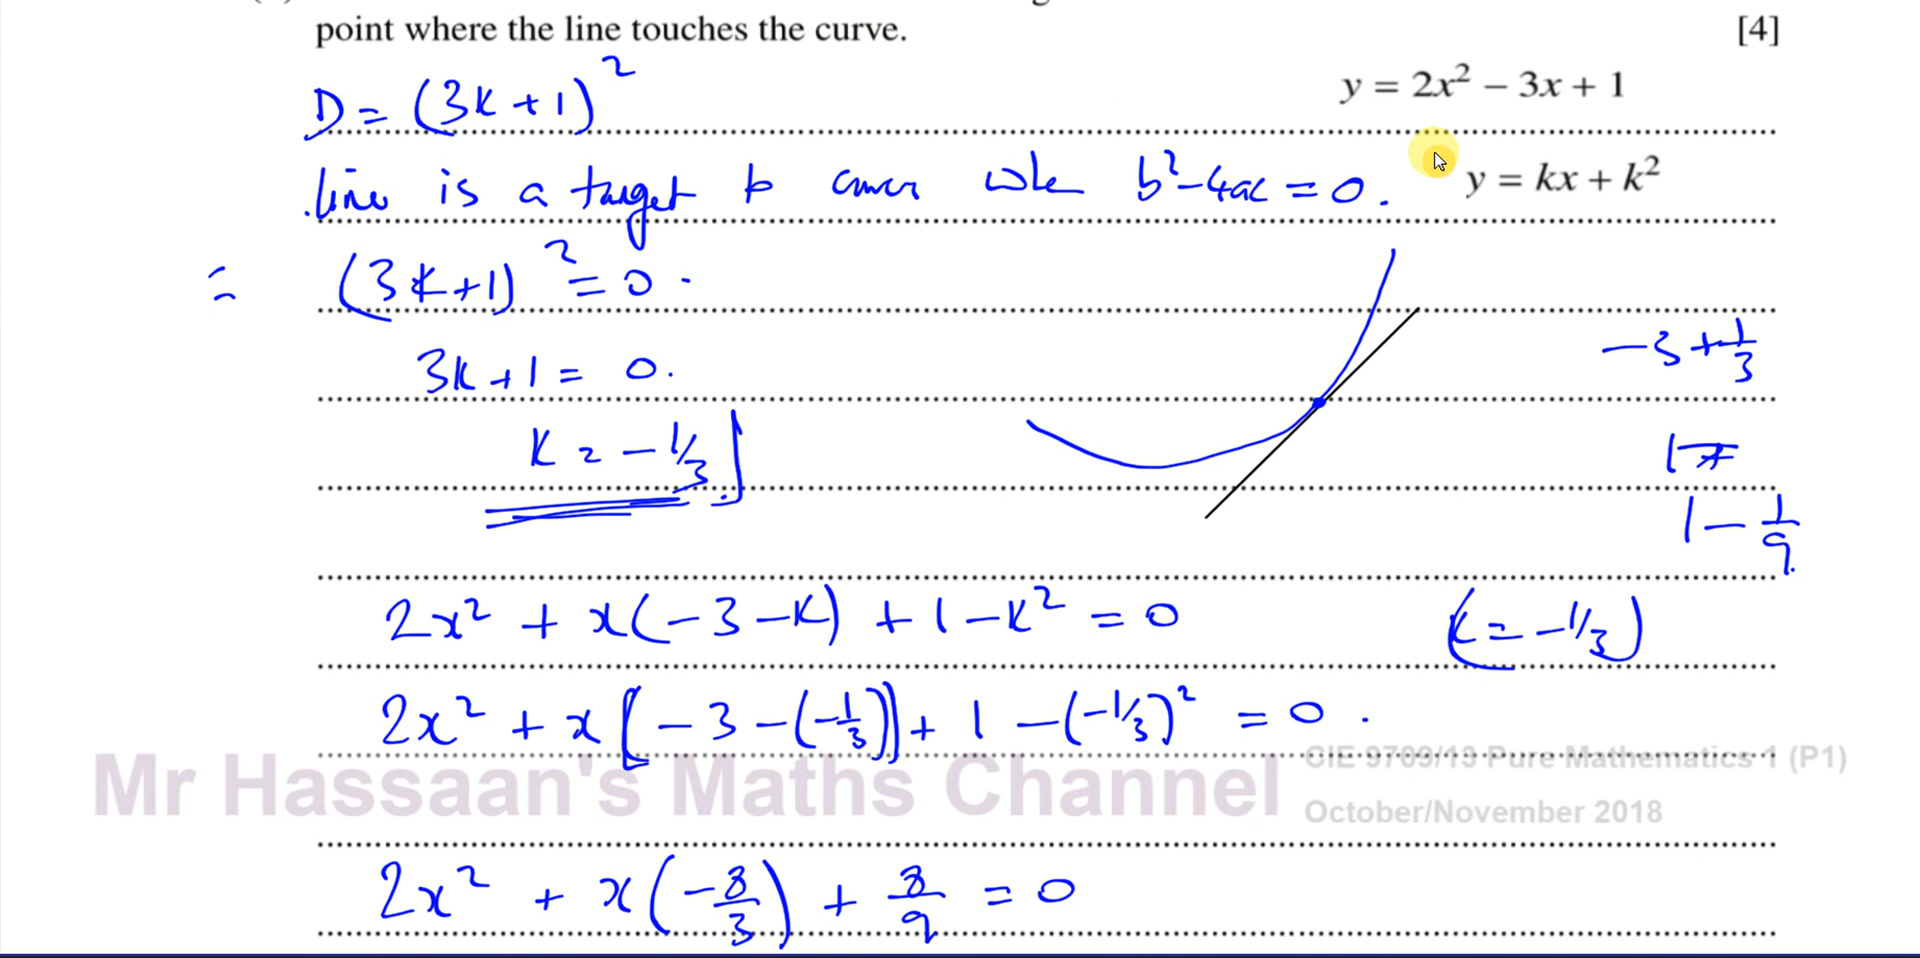 point where the line touches the curve. [4]
D = (3k+1)²
y = 2x² − 3x + 1
line is a target to curve when b²-4ac = 0.
y = kx + k²
= (3k+1)² = 0.
−3 + 1/3
3k+1 = 0.
k = −1/3
1 − 1/9
2x² + x(−3−k) + 1−k² = 0
(k = −1/3)
2x² + x[−3 −(−1/3)] + 1 −(−1/3)² = 0.
Mr Hassaan's Maths Channel
CIE 9709/13 Pure Mathematics 1 (P1)
October/November 2018
2x² + x(−8/3) + 8/9 = 0